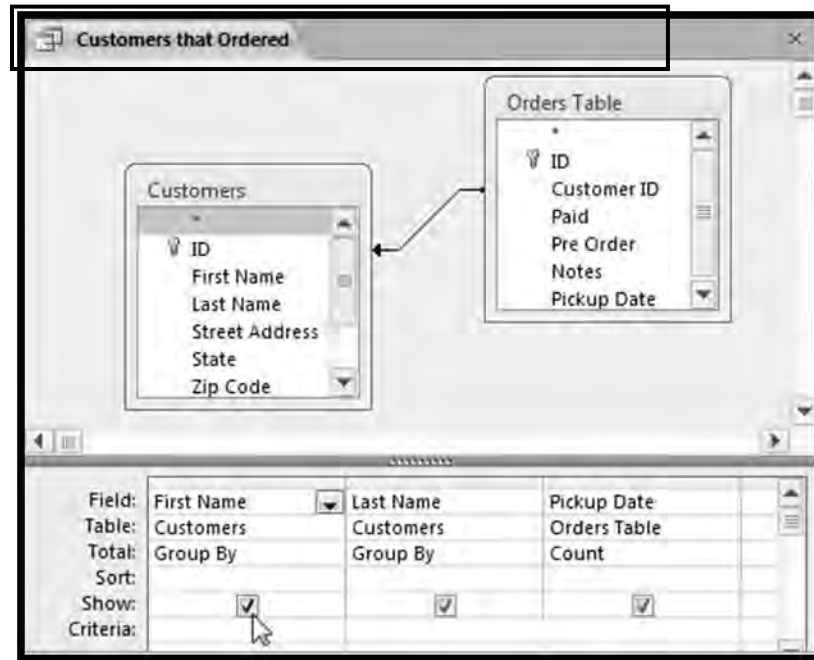 Customers that Ordered
Orders Table
*
ID
Customer ID
Paid
Pre Order
Notes
Pickup Date
Customers
*
ID
First Name
Last Name
Street Address
State
Zip Code
Field: First Name Last Name Pickup Date
Table: Customers Customers Orders Table
Total: Group By Group By Count
Sort:
Show:
Criteria: